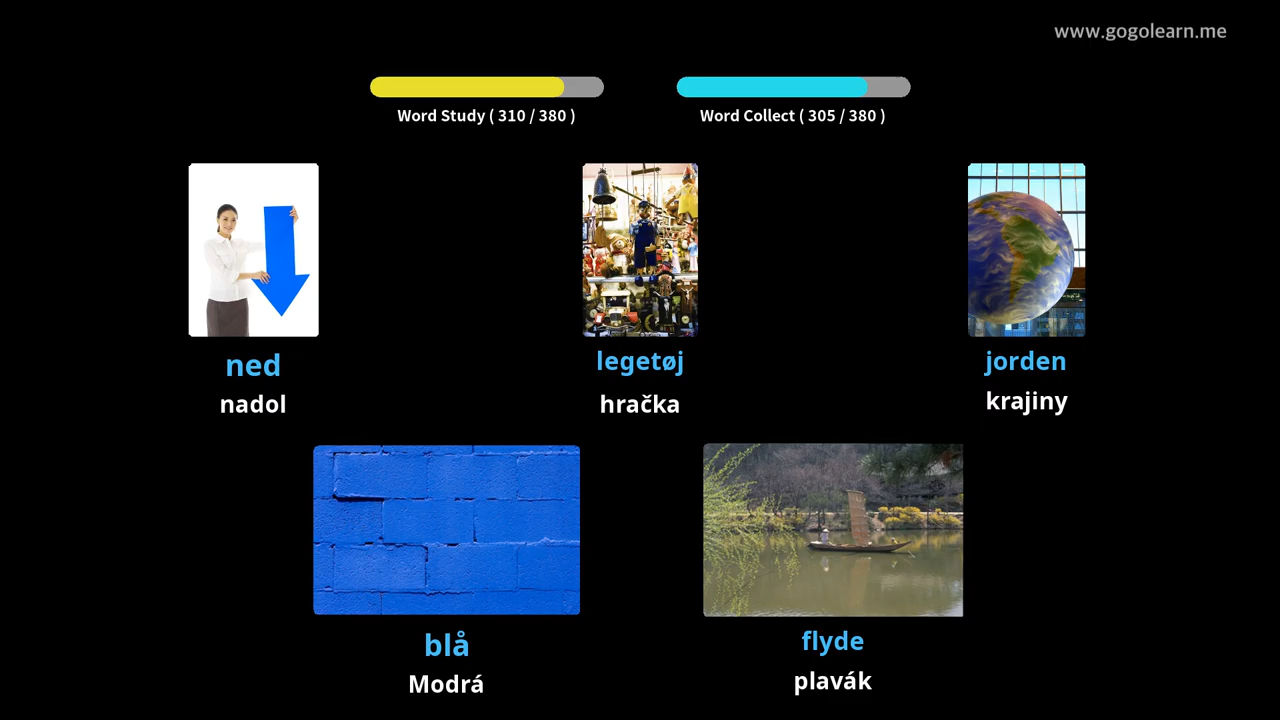 www.gogolearn.me
Word Study ( 310 / 380 )
Word Collect ( 305 / 380 )
ned
nadol
legetøj
hračka
jorden
krajiny
blå
Modrá
flyde
plavák